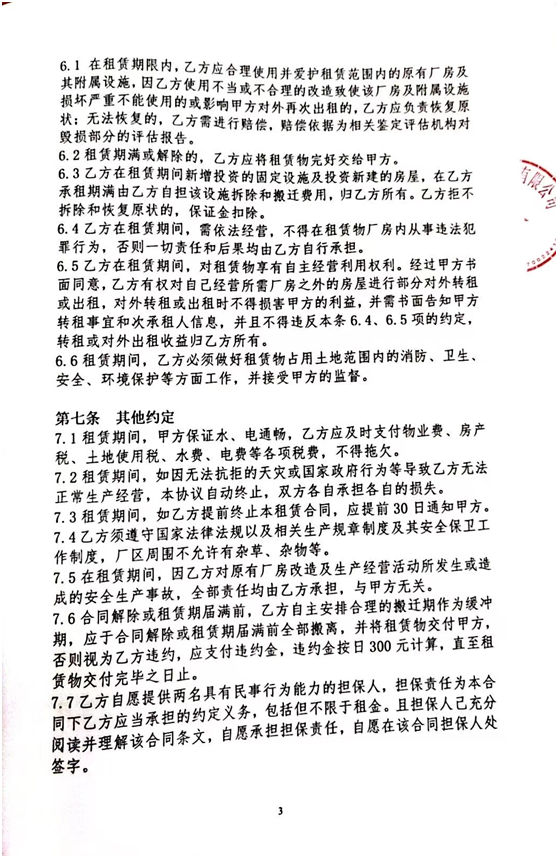 6.1 在租赁期限内，乙方应合理使用并爱护租赁范围内的原有厂房及
其附属设施，因乙方使用不当或不合理的改造致使该厂房及附属设施
损坏严重不能使用的或影响甲方对外再次出租的，乙方应负责恢复原
状；无法恢复的，乙方需进行赔偿，赔偿依据为相关鉴定评估机构对
毁损部分的评估报告。
6.2 租赁期满或解除的，乙方应将租赁物完好交给甲方。
6.3 乙方在租赁期间新增投资的固定设施及投资新建的房屋，在乙方
承租期满由乙方自担该设施拆除和搬迁费用，归乙方所有。乙方拒不
拆除和恢复原状的，保证金扣除。
6.4 乙方在租赁期间，需依法经营，不得在租赁物厂房内从事违法犯
罪行为，否则一切责任和后果均由乙方自行承担。
6.5 乙方在租赁期间，对租赁物享有自主经营利用权利。经过甲方书
面同意，乙方有权对自己经营所需厂房之外的房屋进行部分对外转租
或出租，对外转租或出租时不得损害甲方的利益，并需书面告知甲方
转租事宜和次承租人信息，并且不得违反本条 6.4、6.5 项的约定，
转租或对外出租收益归乙方所有。
6.6 租赁期间，乙方必须做好租赁物占用土地范围内的消防、卫生、
安全、环境保护等方面工作，并接受甲方的监督。
有限公司
第七条 其他约定
7.1 租赁期间，甲方保证水、电通畅，乙方应及时支付物业费、房产
税、土地使用税、水费、电费等各项税费，不得拖欠。
7.2 租赁期间，如因无法抗拒的天灾或国家政府行为等导致乙方无法
正常生产经营，本协议自动终止，双方各自承担各自的损失。
7.3 租赁期间，如乙方提前终止本租赁合同，应提前 30 日通知甲方。
7.4 乙方须遵守国家法律法规以及相关生产规章制度及其安全保卫工
作制度，厂区周围不允许有杂草、杂物等。
7.5 在租赁期间，因乙方对原有厂房改造及生产经营活动所发生或造
成的安全生产事故，全部责任均由乙方承担，与甲方无关。
7.6 合同解除或租赁期届满前，乙方自主安排合理的搬迁期作为缓冲
期，应于合同解除或租赁期届满前全部搬离，并将租赁物交付甲方，
否则视为乙方违约，应支付违约金，违约金按日 300 元计算，直至租
赁物交付完毕之日止。
7.7 乙方自愿提供两名具有民事行为能力的担保人，担保责任为本合
同下乙方应当承担的约定义务，包括但不限于租金。且担保人已充分
阅读并理解该合同条文，自愿承担担保责任，自愿在该合同担保人处
签字。
3